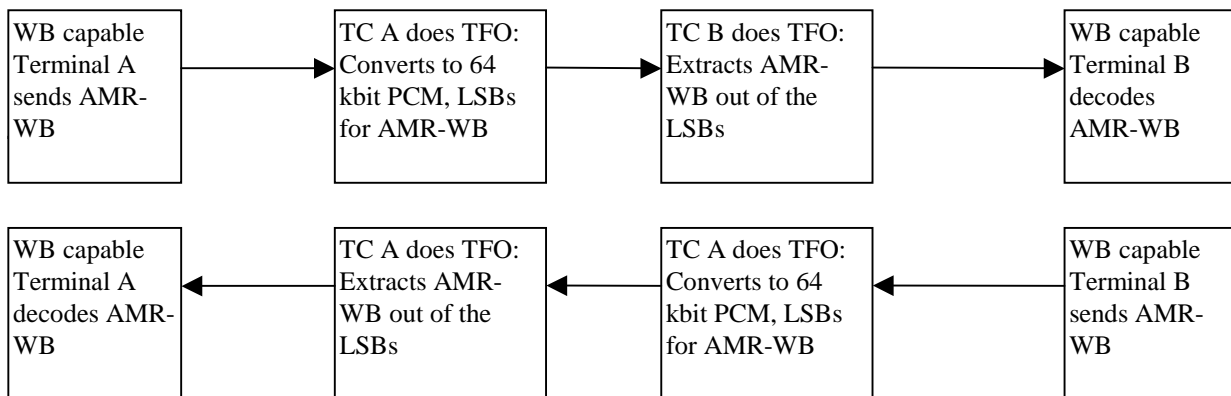 WB capable
Terminal A
sends AMR-
WB
TC A does TFO:
Converts to 64
kbit PCM, LSBs
for AMR-WB
TC B does TFO:
Extracts AMR-
WB out of the
LSBs
WB capable
Terminal B
decodes
AMR-WB
WB capable
Terminal A
decodes AMR-
WB
TC A does TFO:
Extracts AMR-
WB out of the
LSBs
TC A does TFO:
Converts to 64
kbit PCM, LSBs
for AMR-WB
WB capable
Terminal B
sends AMR-
WB